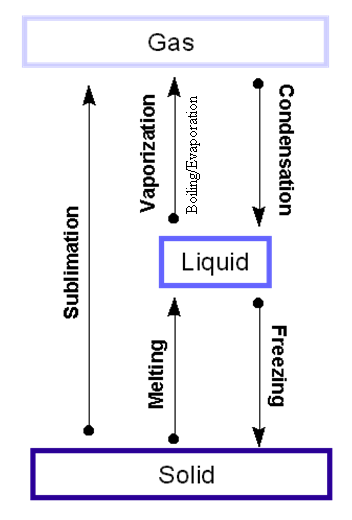 Gas
Sublimation
Vaporization
Boiling/Evaporation
Condensation
Liquid
Melting
Freezing
Solid